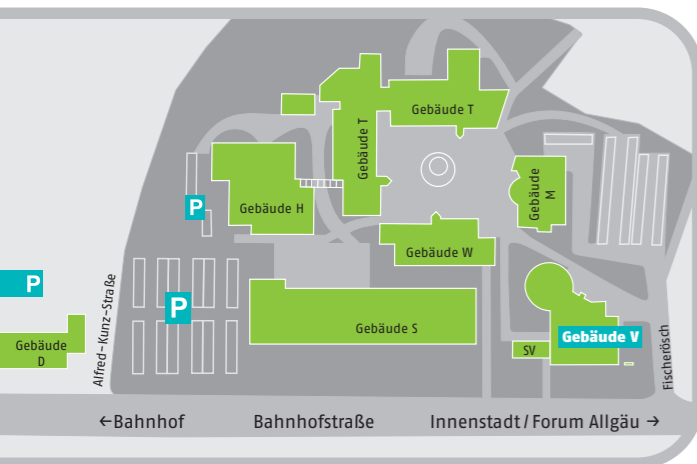 Gebäude T
Gebäude T
Gebäude M
P
Gebäude H
Gebäude W
P
P
Alfred-Kunz-Straße
Gebäude S
Gebäude V
Gebäude
D
SV
Fischerösch
←Bahnhof
Bahnhofstraße
Innenstadt / Forum Allgäu →